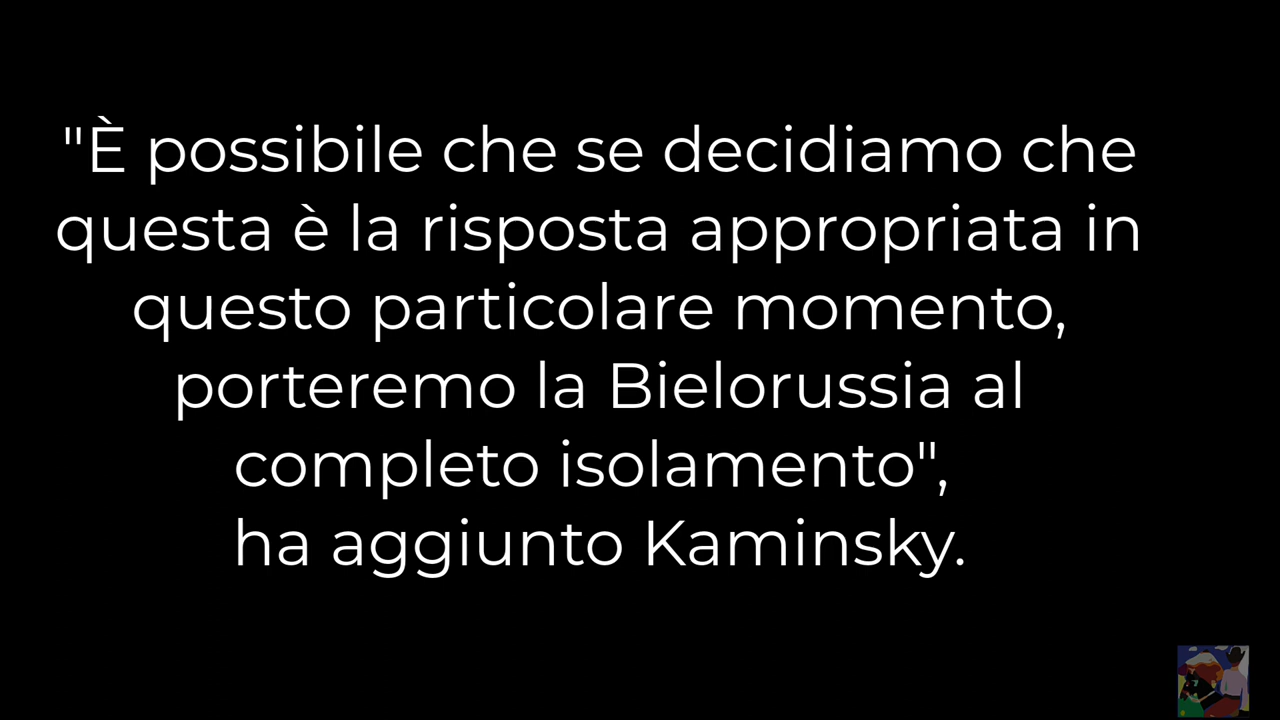 "È possibile che se decidiamo che
questa è la risposta appropriata in
questo particolare momento,
porteremo la Bielorussia al
completo isolamento",
ha aggiunto Kaminsky.